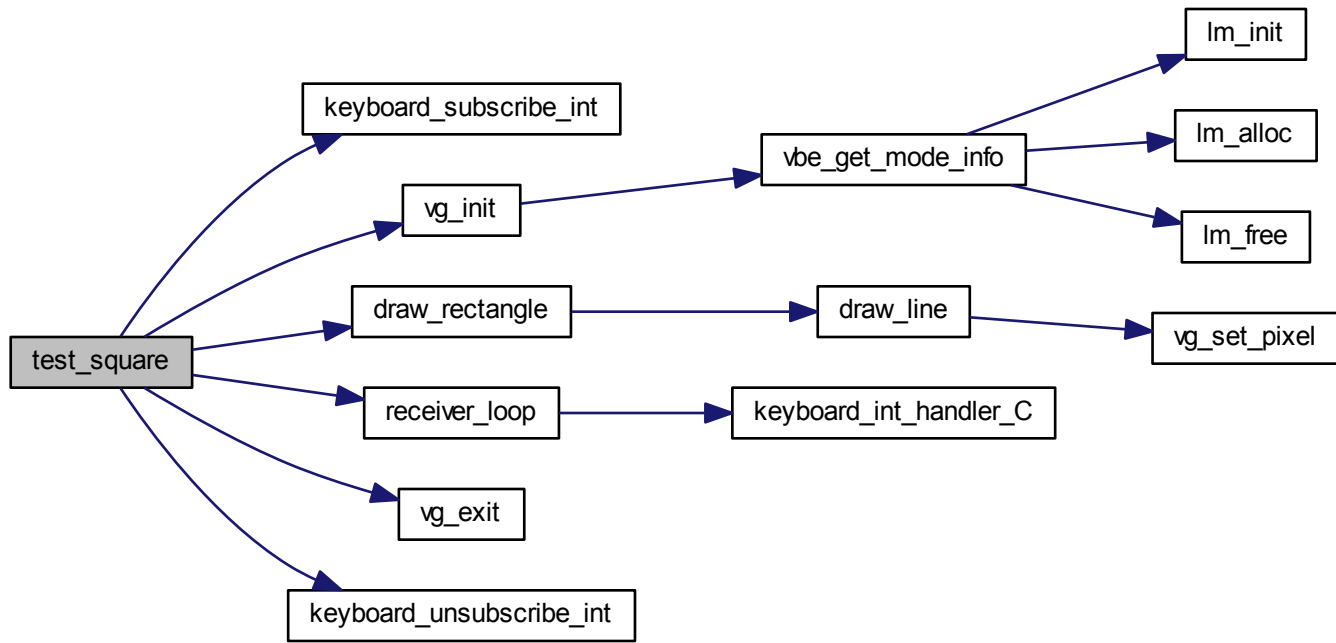 lm_init
keyboard_subscribe_int
lm_alloc
vbe_get_mode_info
vg_init
lm_free
draw_rectangle
draw_line
vg_set_pixel
test_square
receiver_loop
keyboard_int_handler_C
vg_exit
keyboard_unsubscribe_int